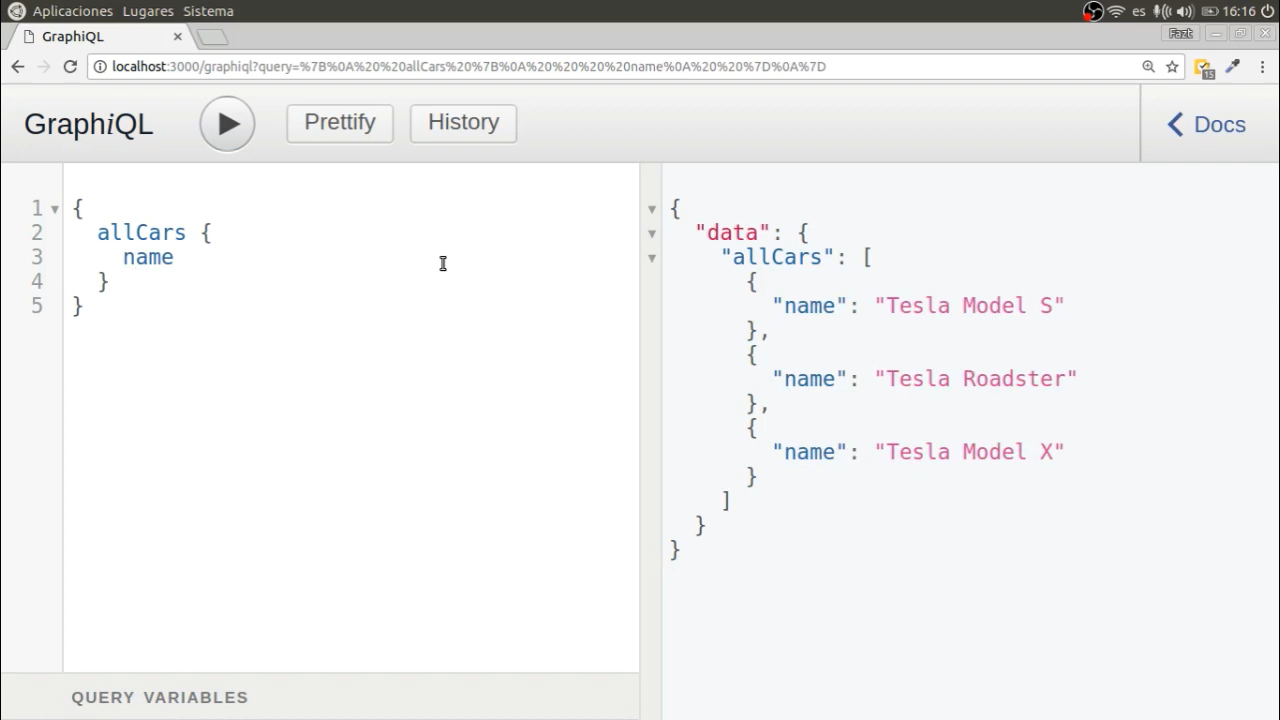 Aplicaciones Lugares Sistema es 16:16
GraphiQL Fazt
localhost:3000/graphiql?query=%7B%0A%20%20allCars%20%7B%0A%20%20%20%20name%0A%20%20%7D%0A%7D 15
GraphiQL Prettify History Docs
1 {
2 allCars {
3 name
4 }
5 }
QUERY VARIABLES
{
"data": {
"allCars": [
{
"name": "Tesla Model S"
},
{
"name": "Tesla Roadster"
},
{
"name": "Tesla Model X"
}
]
}
}